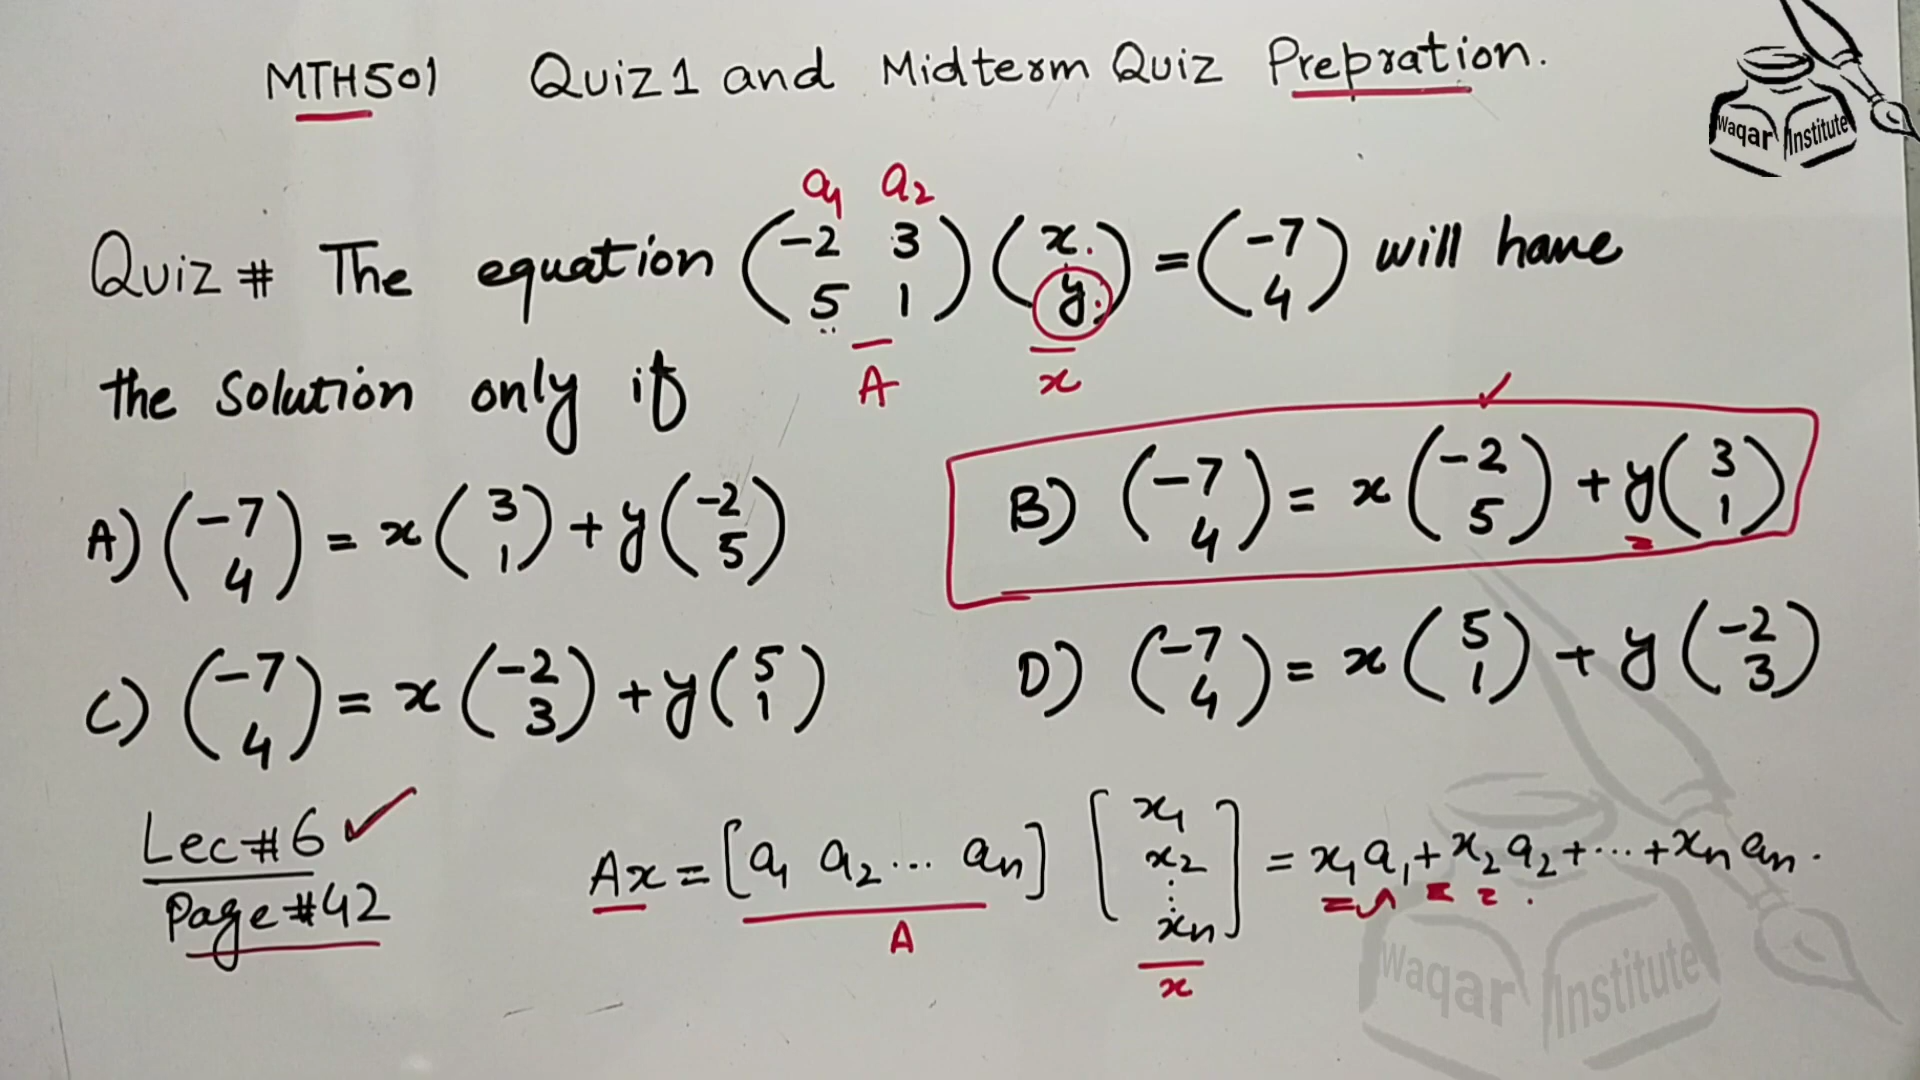 MTH501 Quiz 1 and Midterm Quiz Prepration.
Waqar Institute
a₁ a₂
Quiz # The equation (-2 3; 5 1) (x; y) = (-7; 4) will have
A x
the solution only if
A) (-7; 4) = x(3; 1) + y(-2; 5)
B) (-7; 4) = x(-2; 5) + y(3; 1) ✓
C) (-7; 4) = x(-2; 3) + y(5; 1)
D) (-7; 4) = x(5; 1) + y(-2; 3)
Lec#6 ✓
Page#42
Ax = [a₁ a₂ ... aₙ] [x₁; x₂; ⋮; xₙ] = x₁a₁ + x₂a₂ + ... + xₙaₙ.
A x
Waqar Institute